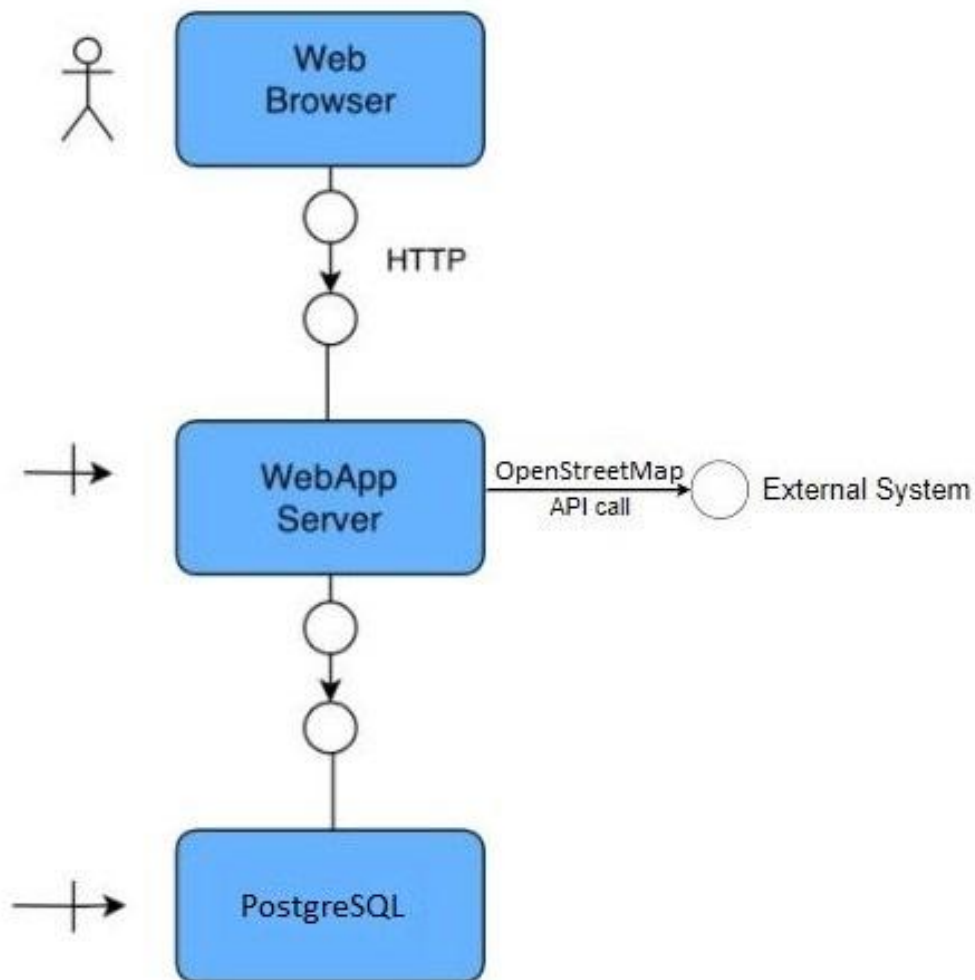 Web
Browser
HTTP
WebApp
Server
OpenStreetMap
API call
External System
PostgreSQL